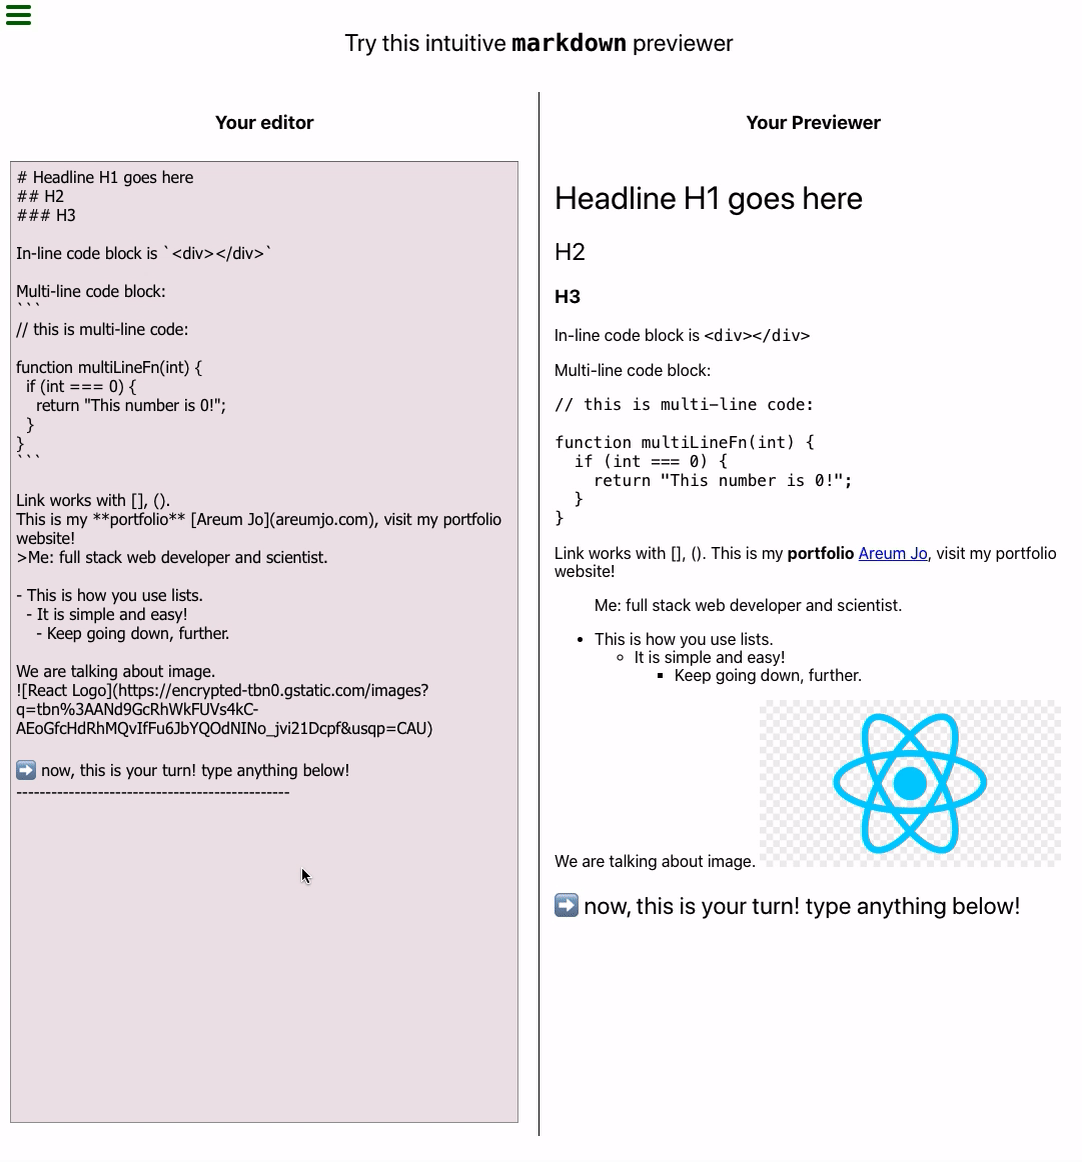 Try this intuitive markdown previewer
Your editor
# Headline H1 goes here
## H2
### H3
In-line code block is `<div></div>`
Multi-line code block:
```
// this is multi-line code:
function multiLineFn(int) {
  if (int === 0) {
    return "This number is 0!";
  }
}
```
Link works with [], ().
This is my **portfolio** [Areum Jo](areumjo.com), visit my portfolio
website!
>Me: full stack web developer and scientist.
- This is how you use lists.
  - It is simple and easy!
    - Keep going down, further.
We are talking about image.
![React Logo](https://encrypted-tbn0.gstatic.com/images?
q=tbn%3AANd9GcRhWkFUVs4kC-
AEoGfcHdRhMQvIfFu6JbYQOdNINo_jvi21Dcpf&usqp=CAU)
➡️ now, this is your turn! type anything below!
-----------------------------------------------
Your Previewer
Headline H1 goes here
H2
H3
In-line code block is <div></div>
Multi-line code block:
// this is multi-line code:
function multiLineFn(int) {
  if (int === 0) {
    return "This number is 0!";
  }
}
Link works with [], (). This is my portfolio Areum Jo, visit my portfolio
website!
Me: full stack web developer and scientist.
• This is how you use lists.
◦ It is simple and easy!
▪ Keep going down, further.
We are talking about image.
➡️ now, this is your turn! type anything below!